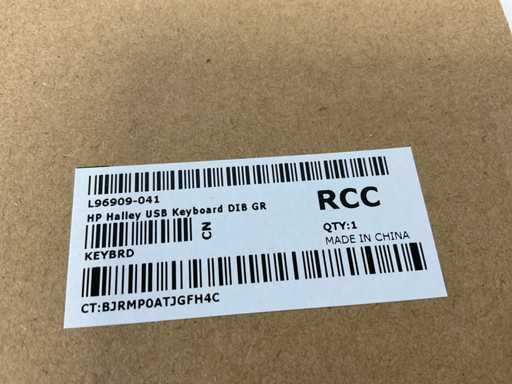 L96909-041
HP Halley USB Keyboard DIB GR
RCC
CN
QTY:1
KEYBRD
MADE IN CHINA
CT:BJRMP0ATJGFH4C